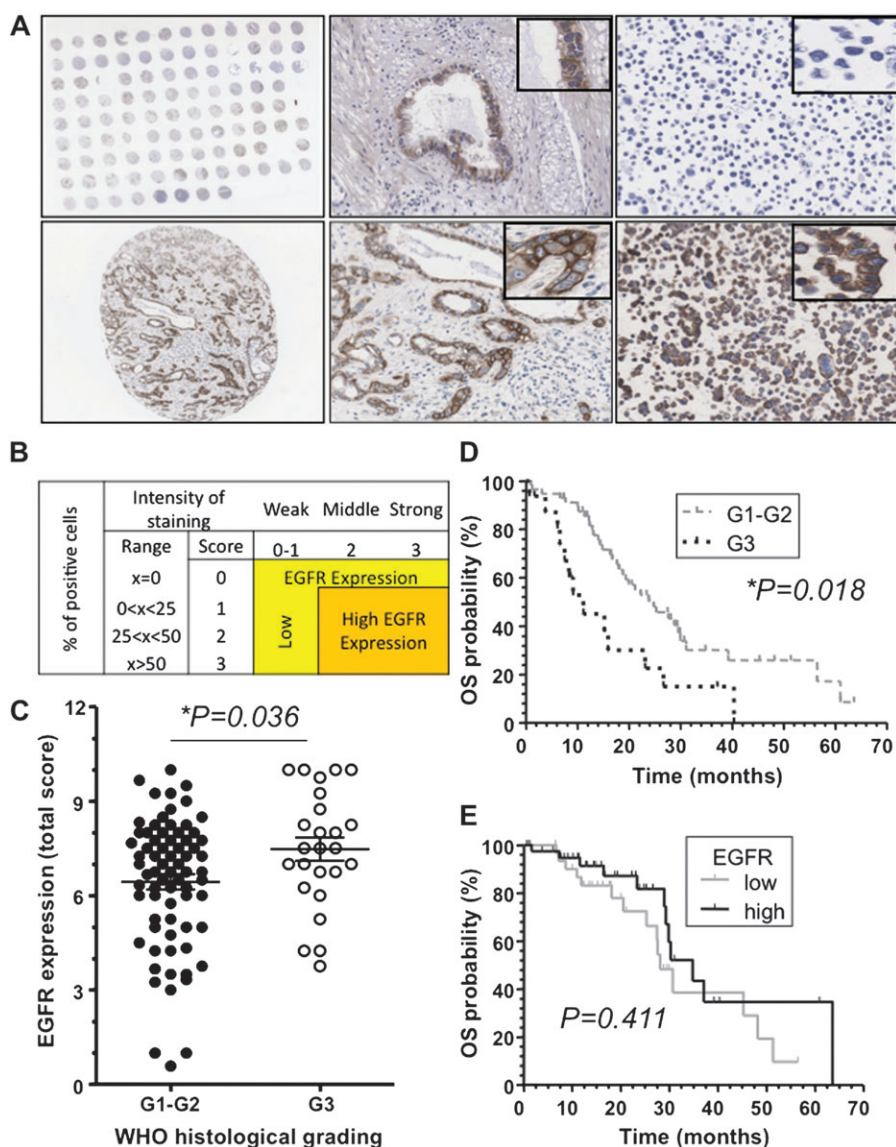 A
B
% of positive cells
Intensity of staining
Weak Middle Strong
Range Score 0-1 2 3
x=0 0 EGFR Expression
0<x<25 1
25<x<50 2
x>50 3
Low
High EGFR Expression
C
*P=0.036
EGFR expression (total score)
12
9
6
3
0
G1-G2 G3
WHO histological grading
D
OS probability (%)
100
80
60
40
20
0
G1-G2
G3
*P=0.018
0 10 20 30 40 50 60 70
Time (months)
E
OS probability (%)
100
80
60
40
20
0
EGFR
low
high
P=0.411
0 10 20 30 40 50 60 70
Time (months)